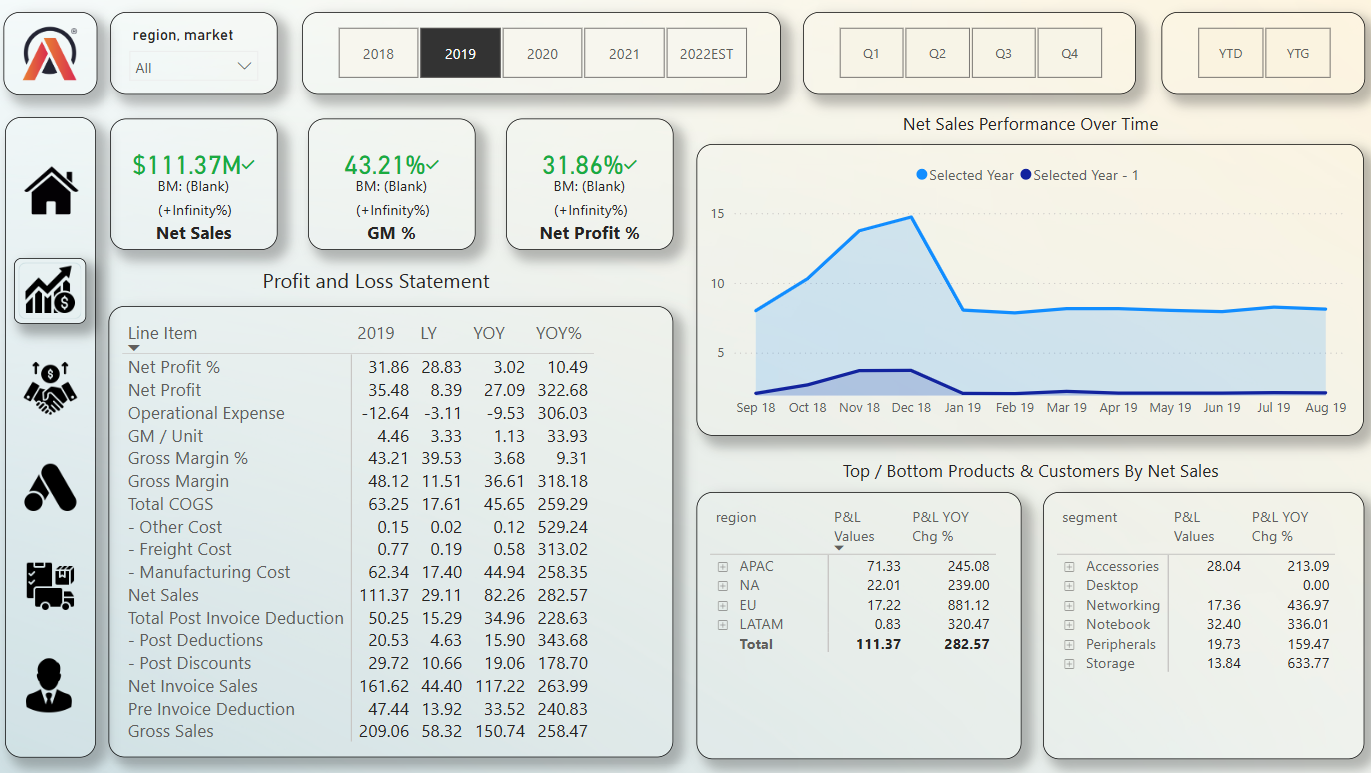 region, market
All
2018 2019 2020 2021 2022EST
Q1 Q2 Q3 Q4
YTD YTG
$111.37M✓
BM: (Blank)
(+Infinity%)
Net Sales
43.21%✓
BM: (Blank)
(+Infinity%)
GM %
31.86%✓
BM: (Blank)
(+Infinity%)
Net Profit %
Profit and Loss Statement
Line Item 2019 LY YOY YOY%
Net Profit % 31.86 28.83 3.02 10.49
Net Profit 35.48 8.39 27.09 322.68
Operational Expense -12.64 -3.11 -9.53 306.03
GM / Unit 4.46 3.33 1.13 33.93
Gross Margin % 43.21 39.53 3.68 9.31
Gross Margin 48.12 11.51 36.61 318.18
Total COGS 63.25 17.61 45.65 259.29
- Other Cost 0.15 0.02 0.12 529.24
- Freight Cost 0.77 0.19 0.58 313.02
- Manufacturing Cost 62.34 17.40 44.94 258.35
Net Sales 111.37 29.11 82.26 282.57
Total Post Invoice Deduction 50.25 15.29 34.96 228.63
- Post Deductions 20.53 4.63 15.90 343.68
- Post Discounts 29.72 10.66 19.06 178.70
Net Invoice Sales 161.62 44.40 117.22 263.99
Pre Invoice Deduction 47.44 13.92 33.52 240.83
Gross Sales 209.06 58.32 150.74 258.47
Net Sales Performance Over Time
Selected Year Selected Year - 1
15
10
5
Sep 18 Oct 18 Nov 18 Dec 18 Jan 19 Feb 19 Mar 19 Apr 19 May 19 Jun 19 Jul 19 Aug 19
Top / Bottom Products & Customers By Net Sales
region P&L Values P&L YOY Chg %
APAC 71.33 245.08
NA 22.01 239.00
EU 17.22 881.12
LATAM 0.83 320.47
Total 111.37 282.57
segment P&L Values P&L YOY Chg %
Accessories 28.04 213.09
Desktop 0.00
Networking 17.36 436.97
Notebook 32.40 336.01
Peripherals 19.73 159.47
Storage 13.84 633.77